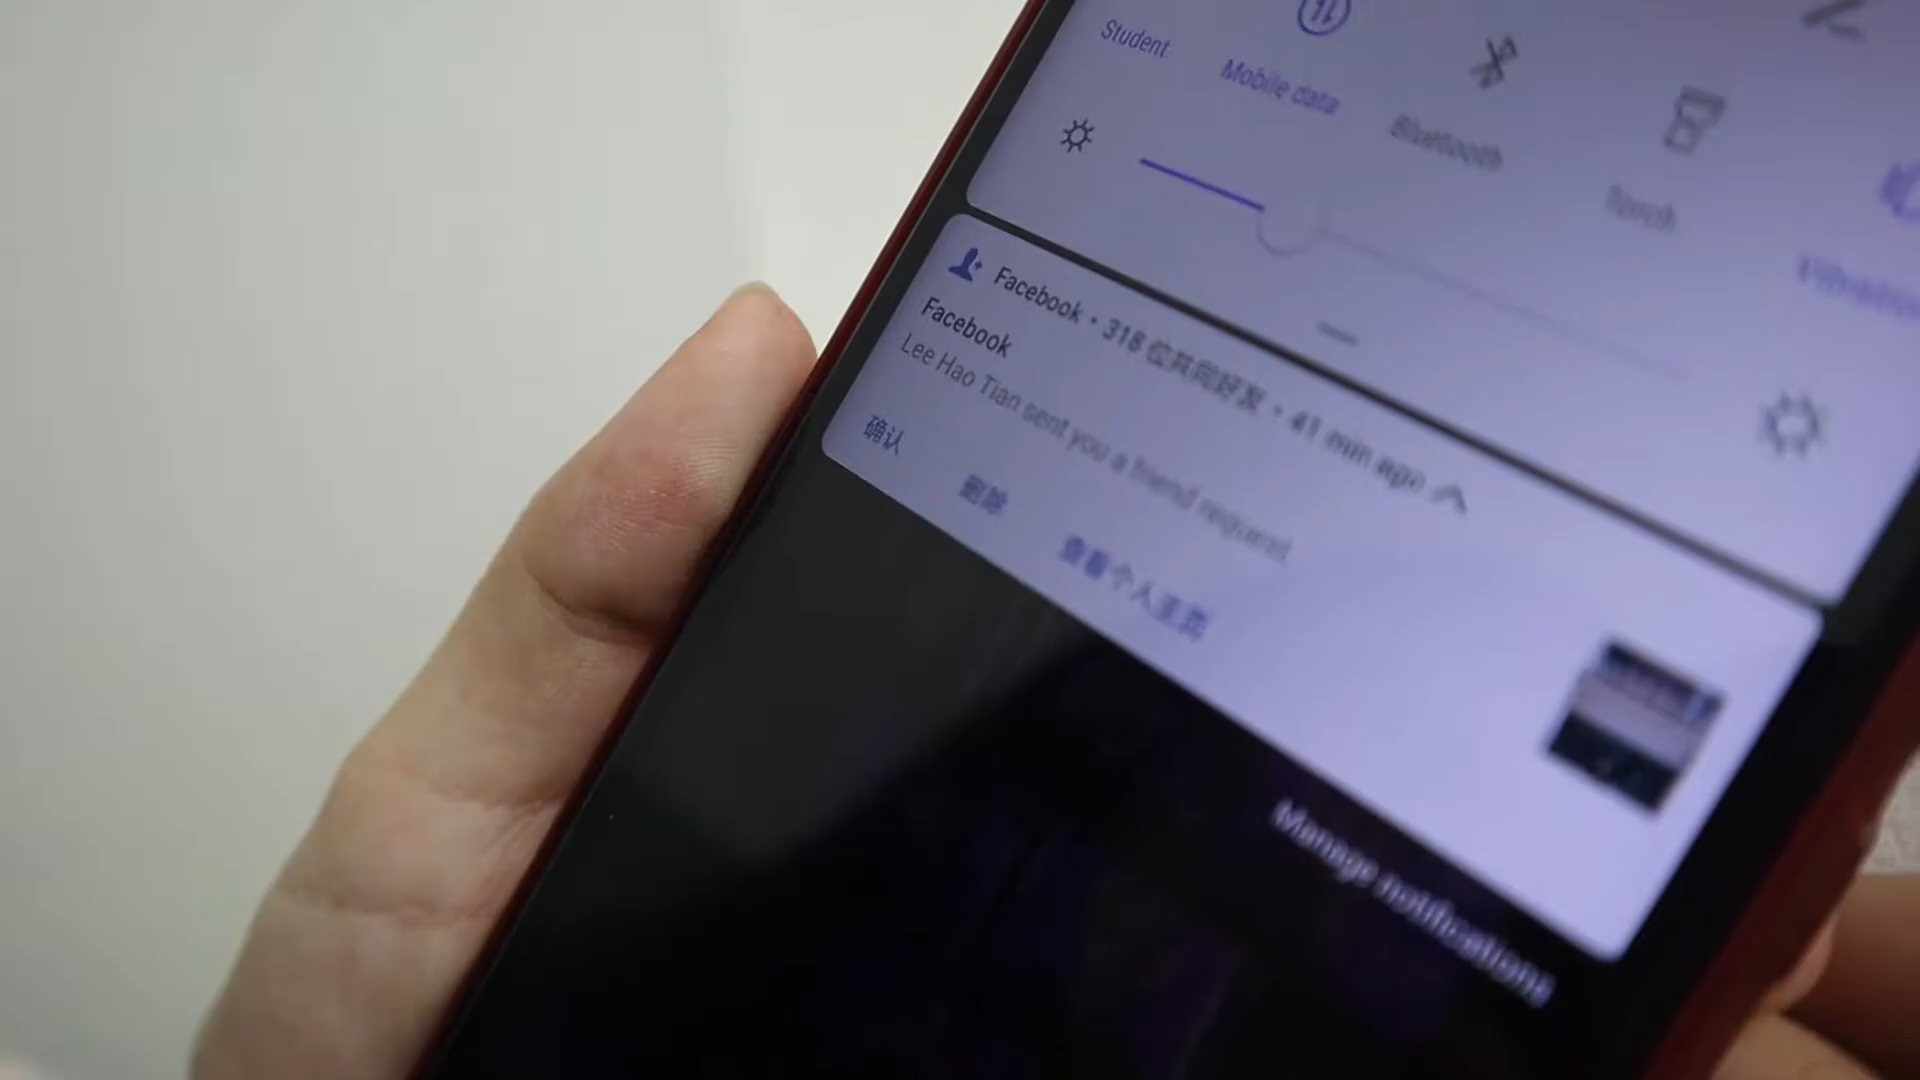 Student
Mobile data
Bluetooth
Torch
Vibration
Facebook • 318 位共同好友 • 41 min ago
Facebook
Lee Hao Tian sent you a friend request
确认 删除 查看个人主页
Manage notifications